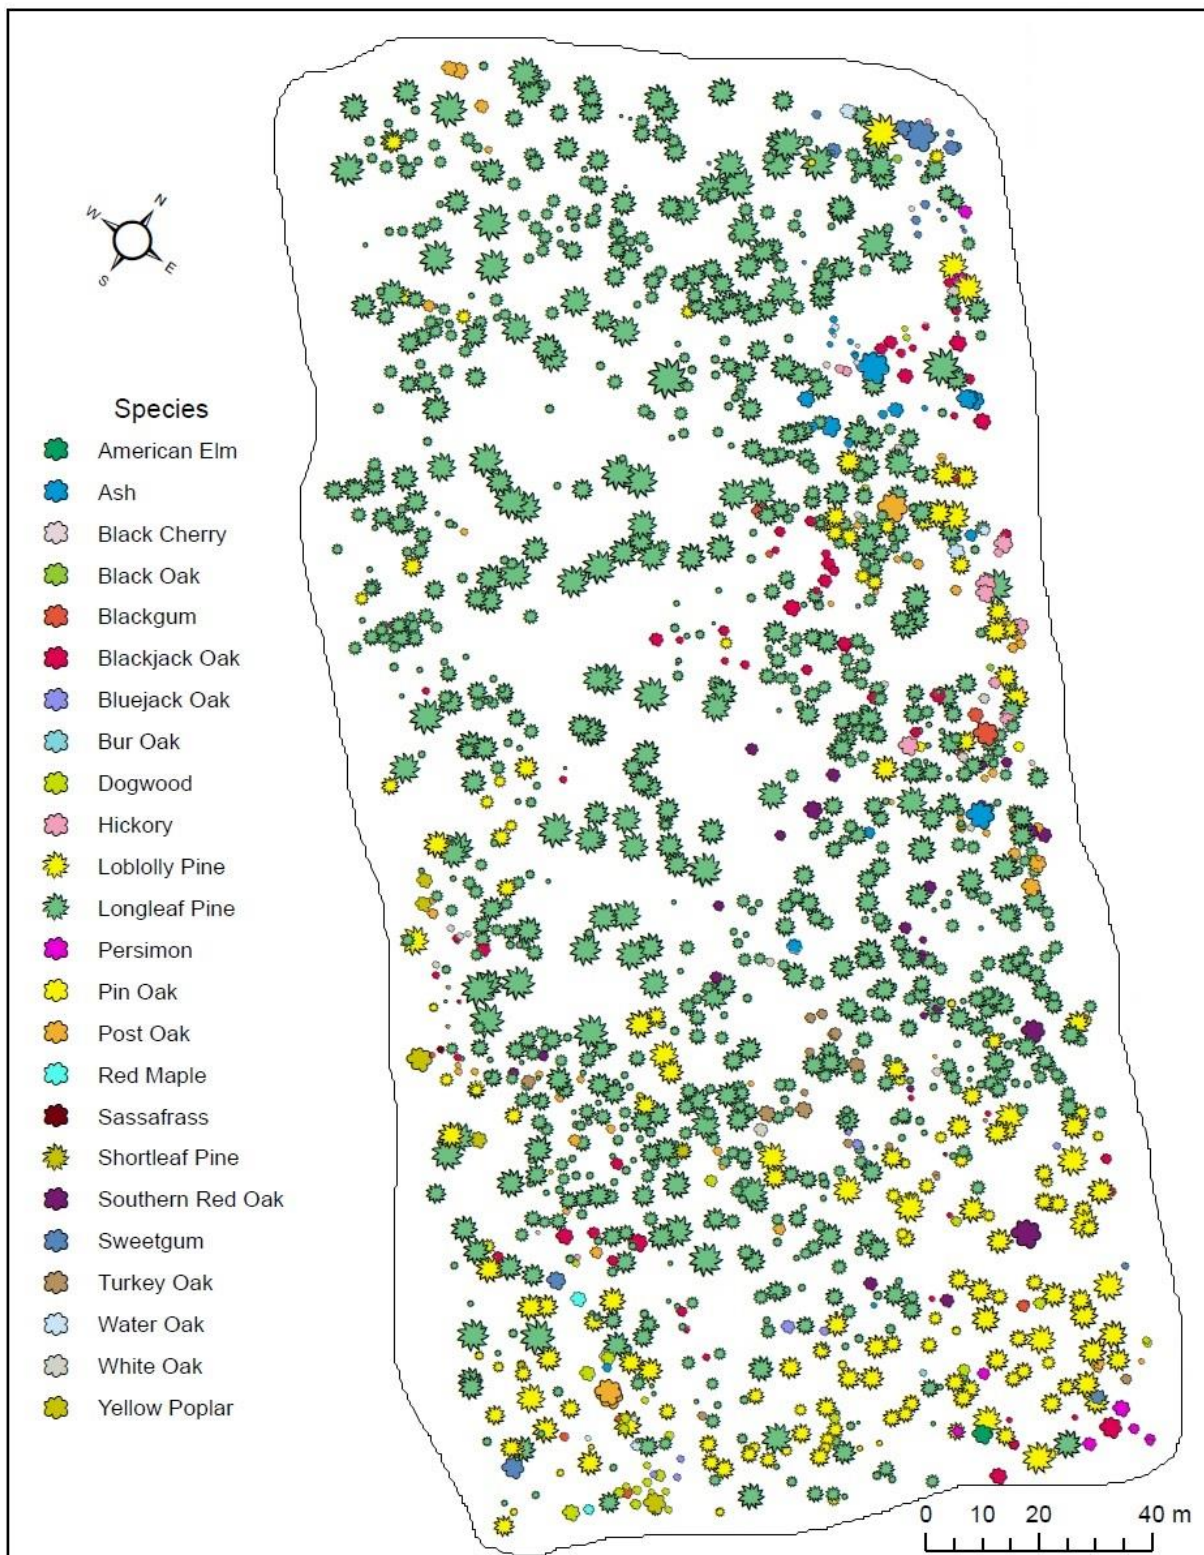 N
W
E
S
Species
American Elm
Ash
Black Cherry
Black Oak
Blackgum
Blackjack Oak
Bluejack Oak
Bur Oak
Dogwood
Hickory
Loblolly Pine
Longleaf Pine
Persimon
Pin Oak
Post Oak
Red Maple
Sassafrass
Shortleaf Pine
Southern Red Oak
Sweetgum
Turkey Oak
Water Oak
White Oak
Yellow Poplar
0 10 20 40 m